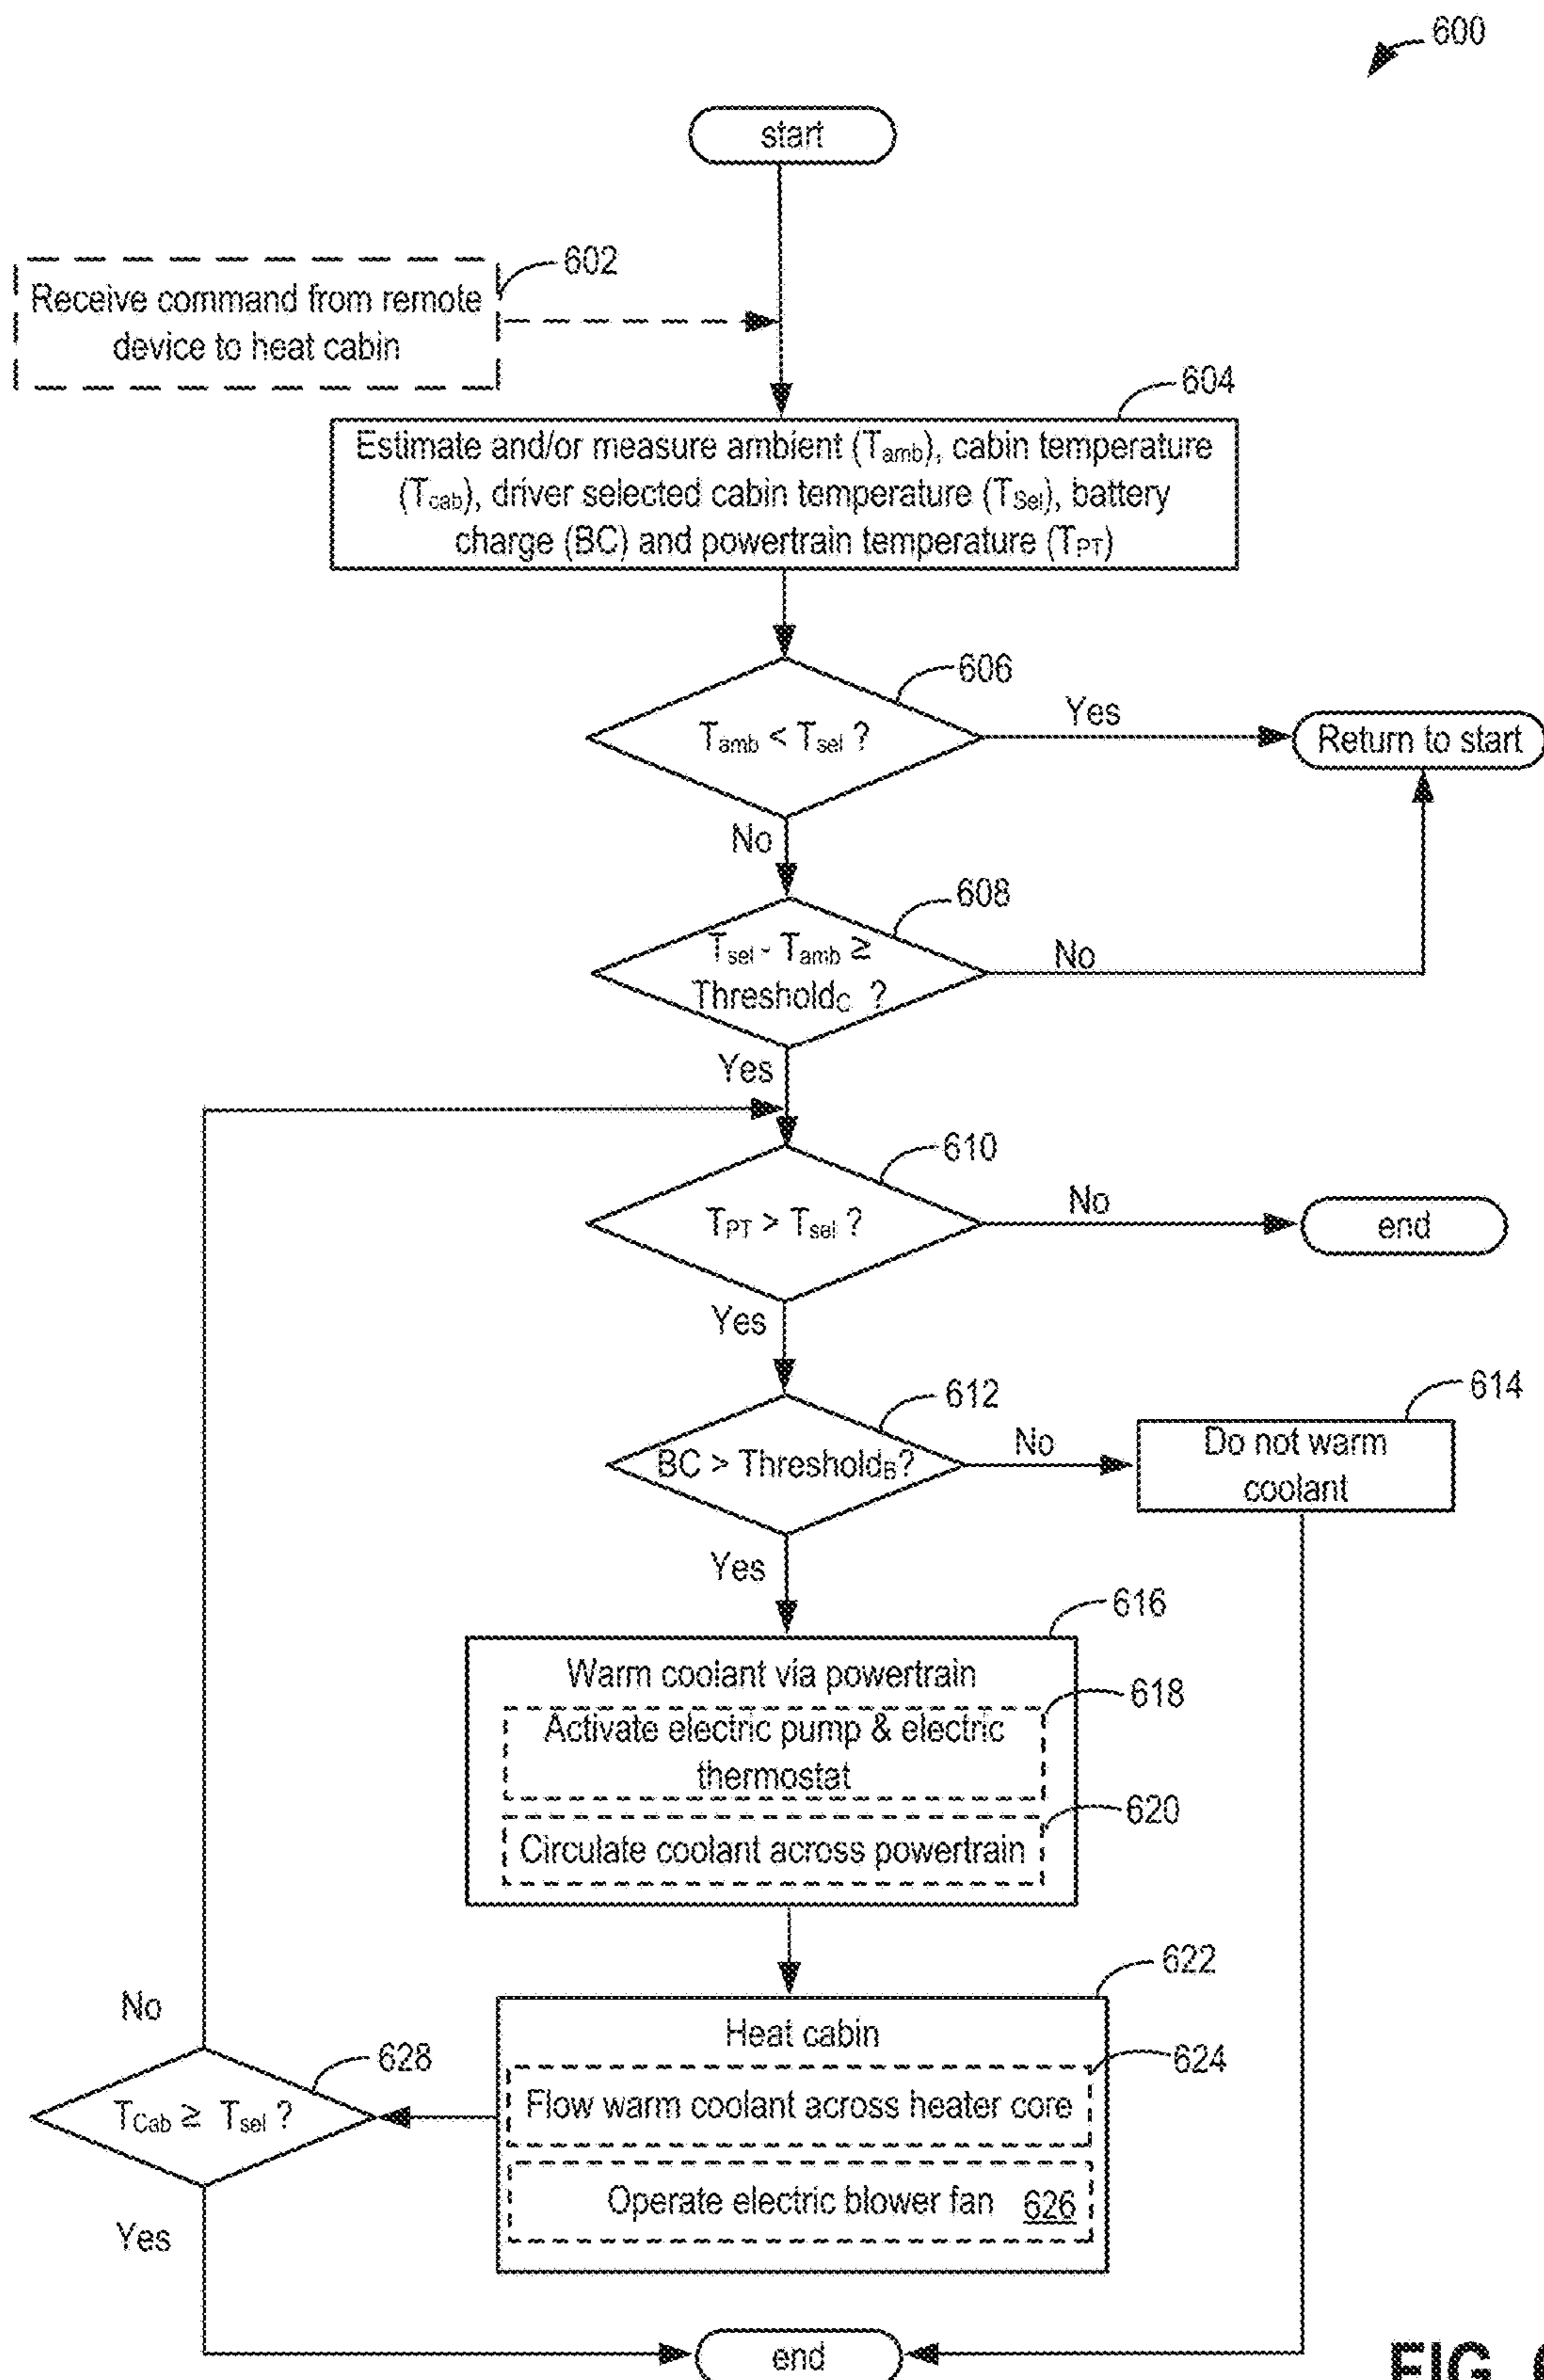 600
start
602
Receive command from remote
device to heat cabin
604
Estimate and/or measure ambient (Tamb), cabin temperature
(Tcab), driver selected cabin temperature (TSel), battery
charge (BC) and powertrain temperature (TPT)
606
Tamb < Tsel ?
Yes
Return to start
No
608
Tsel - Tamb ≥
ThresholdC ?
No
Yes
610
TPT > Tsel ?
No
end
Yes
612
BC > ThresholdB?
No
614
Do not warm
coolant
Yes
616
Warm coolant via powertrain
618
Activate electric pump & electric
thermostat
620
Circulate coolant across powertrain
622
Heat cabin
624
Flow warm coolant across heater core
Operate electric blower fan 626
No
628
TCab ≥ Tsel ?
Yes
end
FIG.